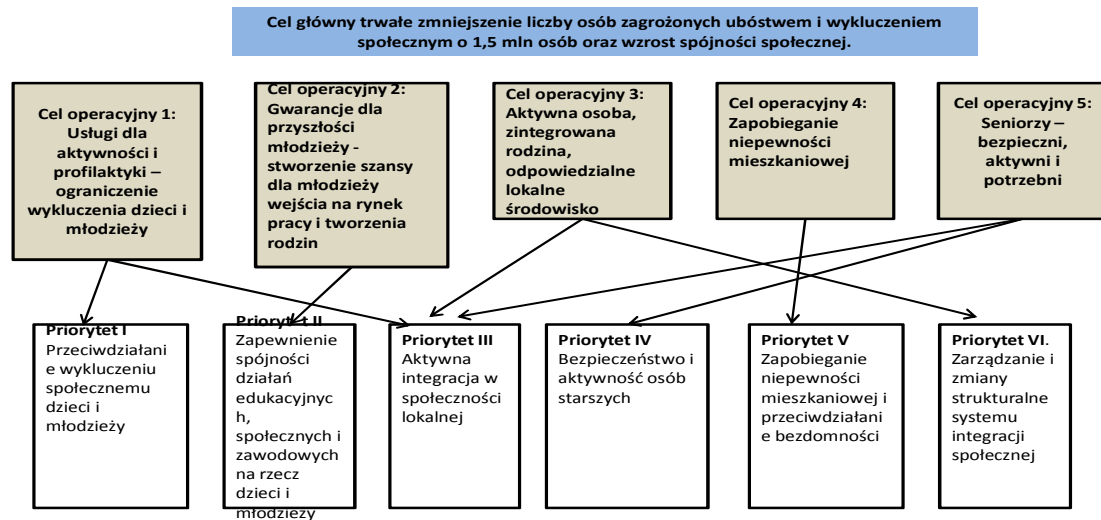 Cel główny trwałe zmniejszenie liczby osób zagrożonych ubóstwem i wykluczeniem
społecznym o 1,5 mln osób oraz wzrost spójności społecznej.
Cel operacyjny 1:
Usługi dla
aktywności i
profilaktyki –
ograniczenie
wykluczenia dzieci i
młodzieży
Cel operacyjny 2:
Gwarancje dla
przyszłości
młodzieży -
stworzenie szansy
dla młodzieży
wejścia na rynek
pracy i tworzenia
rodzin
Cel operacyjny 3:
Aktywna osoba,
zintegrowana
rodzina,
odpowiedzialne
lokalne
środowisko
Cel operacyjny 4:
Zapobieganie
niepewności
mieszkaniowej
Cel operacyjny 5:
Seniorzy –
bezpieczni,
aktywni i
potrzebni
Priorytet I
Przeciwdziałani
e wykluczeniu
społecznemu
dzieci i
młodzieży
Priorytet II
Zapewnienie
spójności
działań
edukacyjnyc
h,
społecznych i
zawodowych
na rzecz
dzieci i
młodzieży
Priorytet III
Aktywna
integracja w
społeczności
lokalnej
Priorytet IV
Bezpieczeństwo i
aktywność osób
starszych
Priorytet V
Zapobieganie
niepewności
mieszkaniowej i
przeciwdziałani
e bezdomności
Priorytet VI.
Zarządzanie i
zmiany
strukturalne
systemu
integracji
społecznej